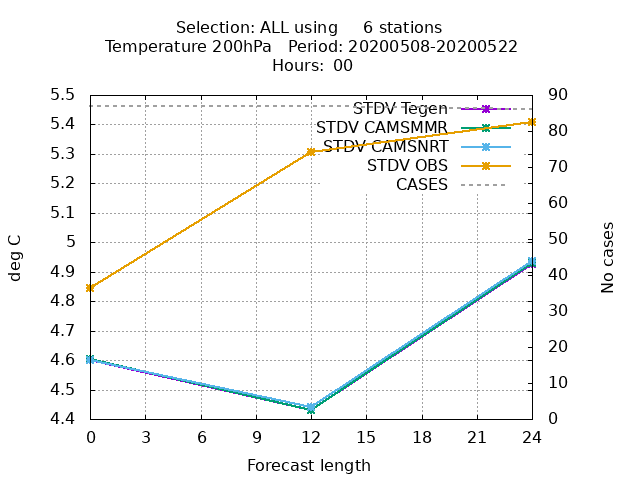 Selection: ALL using 6 stations
Temperature 200hPa Period: 20200508-20200522
Hours: 00
5.5
5.4
5.3
5.2
5.1
5
4.9
4.8
4.7
4.6
4.5
4.4
deg C
STDV Tegen
STDV CAMSMMR
STDV CAMSNRT
STDV OBS
CASES
90
80
70
60
50
40
30
20
10
0
No cases
0 3 6 9 12 15 18 21 24
Forecast length